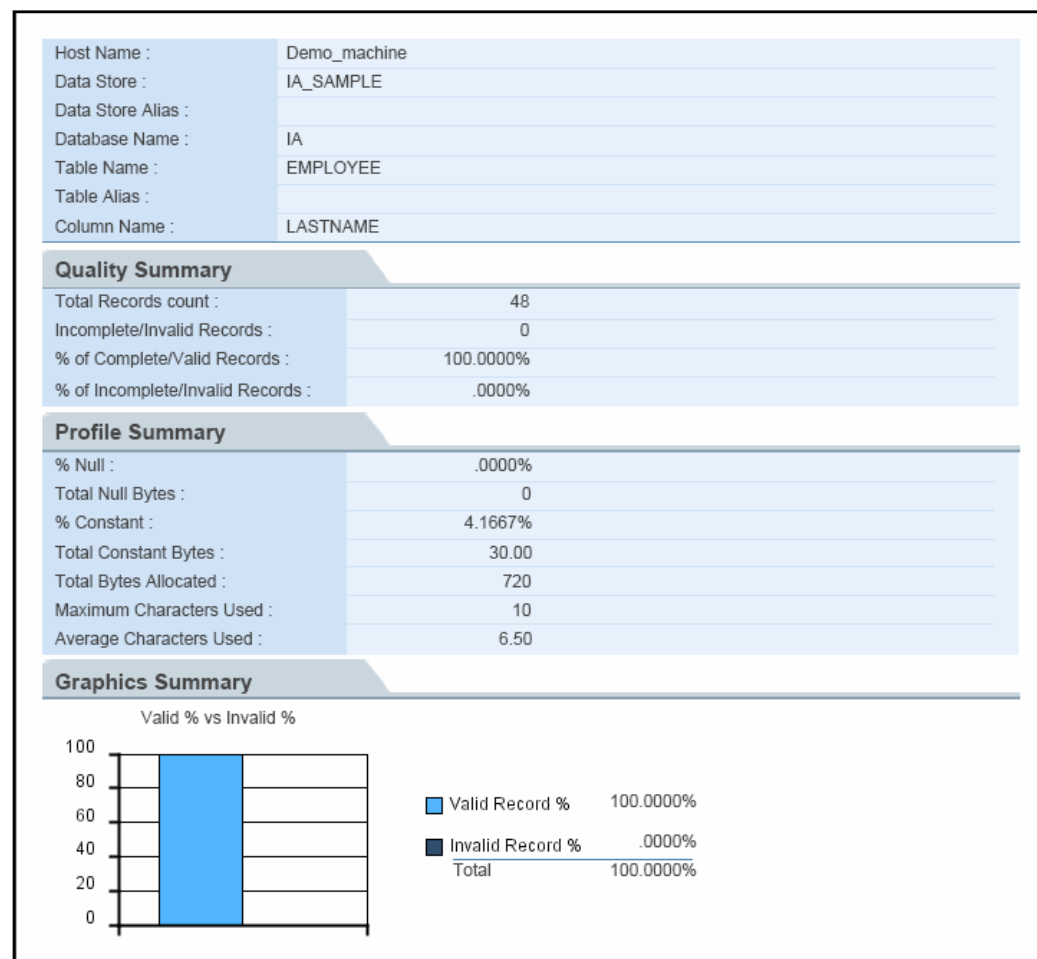 Host Name : Demo_machine
Data Store : IA_SAMPLE
Data Store Alias :
Database Name : IA
Table Name : EMPLOYEE
Table Alias :
Column Name : LASTNAME
Quality Summary
Total Records count : 48
Incomplete/Invalid Records : 0
% of Complete/Valid Records : 100.0000%
% of Incomplete/Invalid Records : .0000%
Profile Summary
% Null : .0000%
Total Null Bytes : 0
% Constant : 4.1667%
Total Constant Bytes : 30.00
Total Bytes Allocated : 720
Maximum Characters Used : 10
Average Characters Used : 6.50
Graphics Summary
Valid % vs Invalid %
100
80
60
40
20
0
Valid Record % 100.0000%
Invalid Record % .0000%
Total 100.0000%